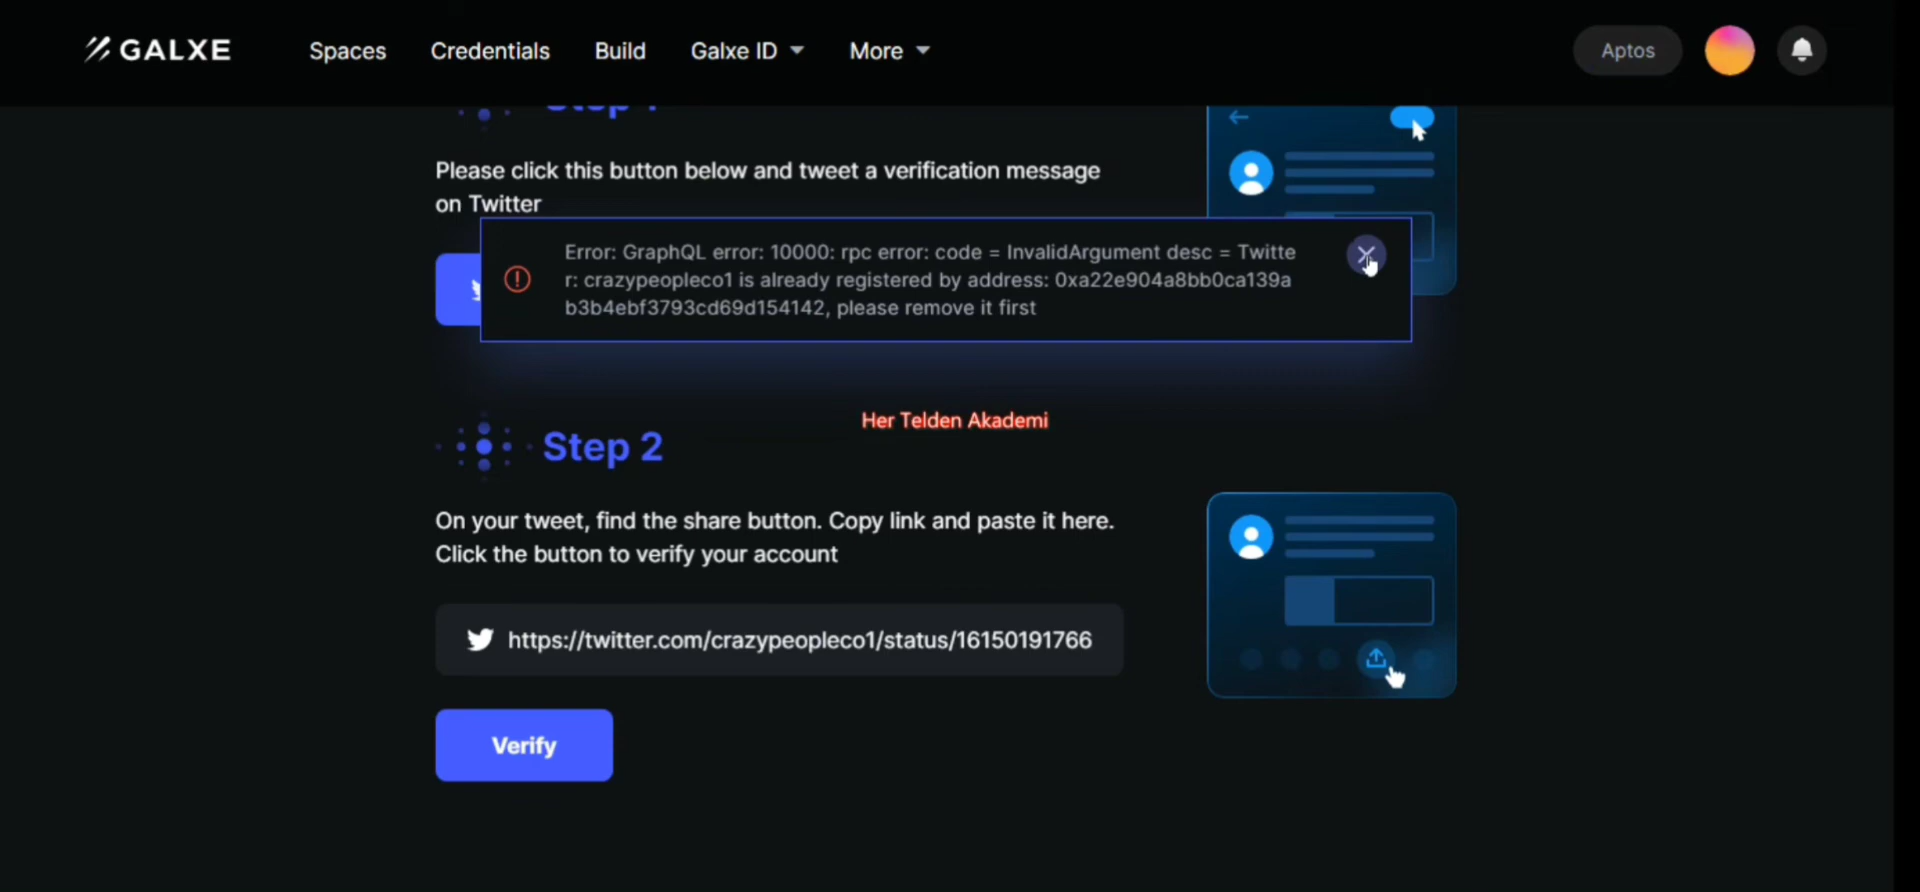 GALXE Spaces Credentials Build Galxe ID More Aptos
Step 1
Please click this button below and tweet a verification message
on Twitter
Error: GraphQL error: 10000: rpc error: code = InvalidArgument desc = Twitte
r: crazypeopleco1 is already registered by address: 0xa22e904a8bb0ca139a
b3b4ebf3793cd69d154142, please remove it first
Her Telden Akademi
Step 2
On your tweet, find the share button. Copy link and paste it here.
Click the button to verify your account
https://twitter.com/crazypeopleco1/status/16150191766
Verify